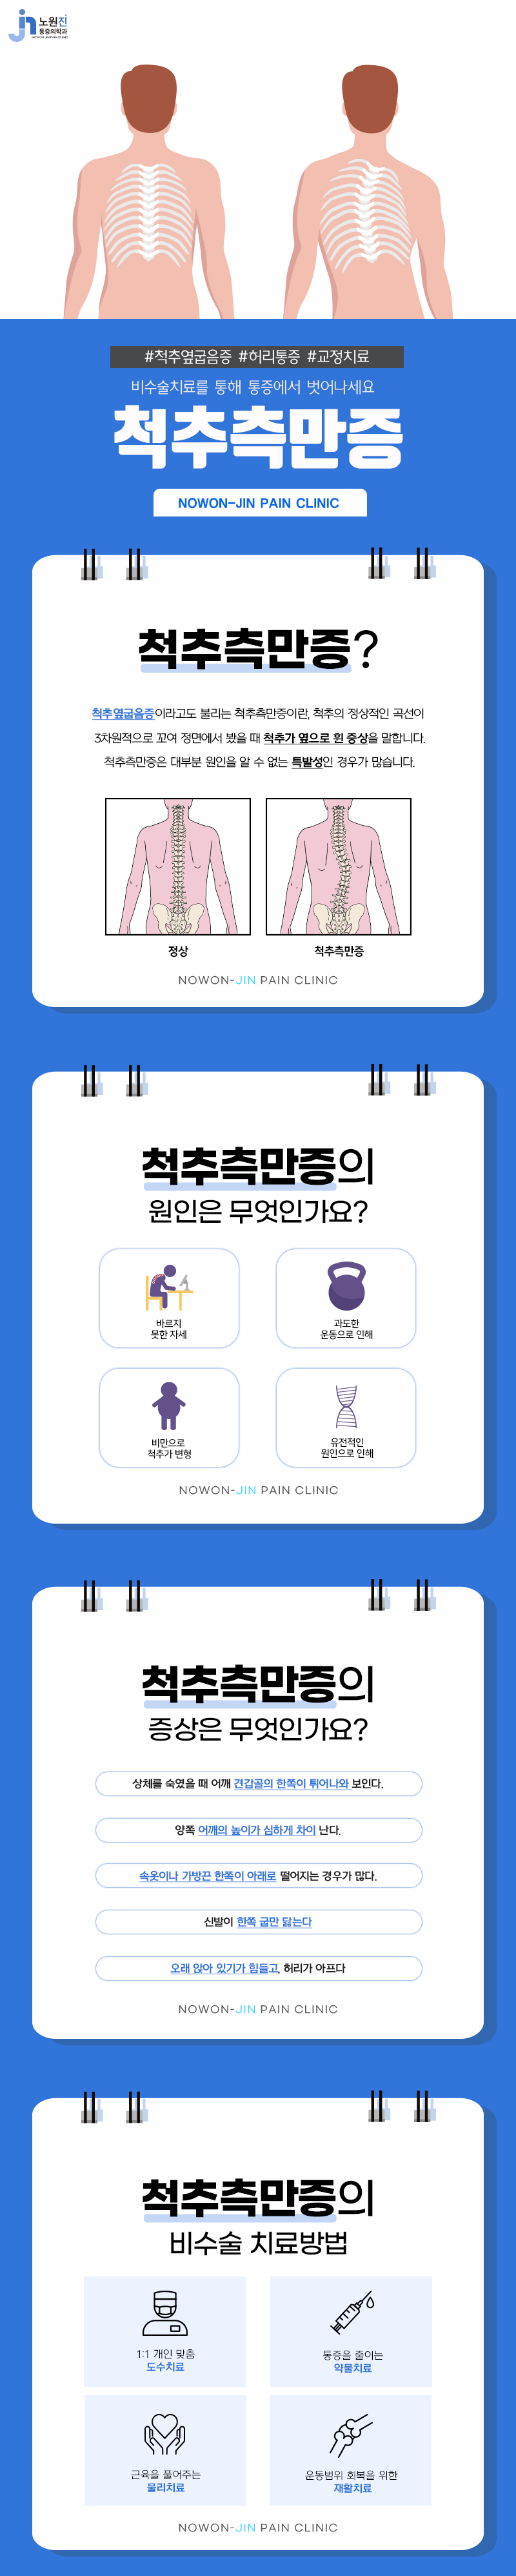 jn 노원진
통증의학과
NOWON-JIN PAIN CLINIC
#척추옆굽음증 #허리통증 #교정치료
비수술치료를 통해 통증에서 벗어나세요
척추측만증
NOWON-JIN PAIN CLINIC
척추측만증?
척추옆굽음증이라고도 불리는 척추측만증이란, 척추의 정상적인 곡선이
3차원적으로 꼬여 정면에서 봤을 때 척추가 옆으로 휜 증상을 말합니다.
척추측만증은 대부분 원인을 알 수 없는 특발성인 경우가 많습니다.
정상
척추측만증
NOWON-JIN PAIN CLINIC
척추측만증의
원인은 무엇인가요?
바르지
못한 자세
과도한
운동으로 인해
비만으로
척추가 변형
유전적인
원인으로 인해
NOWON-JIN PAIN CLINIC
척추측만증의
증상은 무엇인가요?
상체를 숙였을 때 어깨 견갑골의 한쪽이 튀어나와 보인다.
양쪽 어깨의 높이가 심하게 차이 난다.
속옷이나 가방끈 한쪽이 아래로 떨어지는 경우가 많다.
신발이 한쪽 굽만 닳는다
오래 앉아 있기가 힘들고, 허리가 아프다
NOWON-JIN PAIN CLINIC
척추측만증의
비수술 치료방법
1:1 개인 맞춤
도수치료
통증을 줄이는
약물치료
근육을 풀어주는
물리치료
운동범위 회복을 위한
재활치료
NOWON-JIN PAIN CLINIC